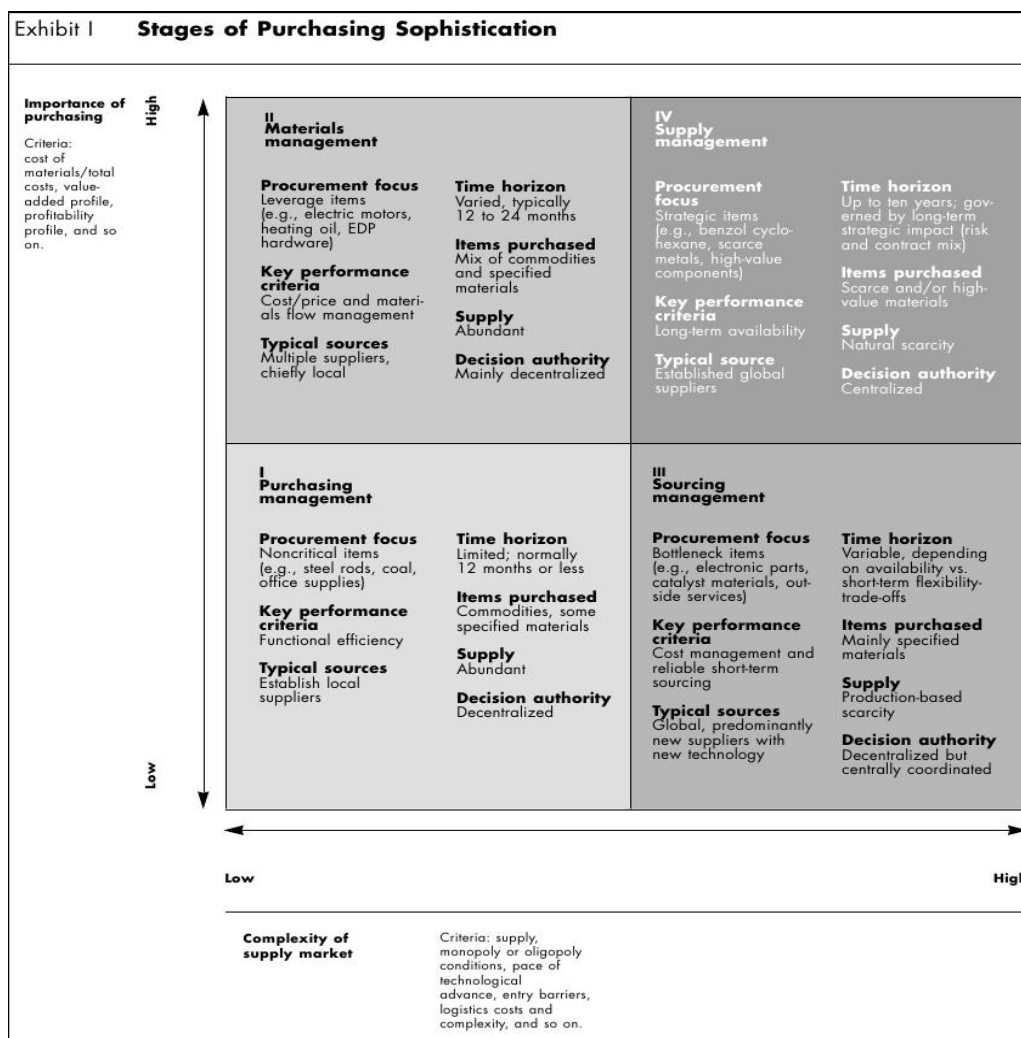 Exhibit I Stages of Purchasing Sophistication
Importance of
purchasing
Criteria:
cost of
materials/total
costs, value-
added profile,
profitability
profile, and so
on.
High
Low
II
Materials
management
Procurement focus
Leverage items
(e.g., electric motors,
heating oil, EDP
hardware)
Key performance
criteria
Cost/price and materi-
als flow management
Typical sources
Multiple suppliers,
chiefly local
Time horizon
Varied, typically
12 to 24 months
Items purchased
Mix of commodities
and specified
materials
Supply
Abundant
Decision authority
Mainly decentralized
IV
Supply
management
Procurement
focus
Strategic items
(e.g., benzol cyclo-
hexane, scarce
metals, high-value
components)
Key performance
criteria
Long-term availability
Typical source
Established global
suppliers
Time horizon
Up to ten years; gov-
erned by long-term
strategic impact (risk
and contract mix)
Items purchased
Scarce and/or high-
value materials
Supply
Natural scarcity
Decision authority
Centralized
I
Purchasing
management
Procurement focus
Noncritical items
(e.g., steel rods, coal,
office supplies)
Key performance
criteria
Functional efficiency
Typical sources
Establish local
suppliers
Time horizon
Limited; normally
12 months or less
Items purchased
Commodities, some
specified materials
Supply
Abundant
Decision authority
Decentralized
III
Sourcing
management
Procurement focus
Bottleneck items
(e.g., electronic parts,
catalyst materials, out-
side services)
Key performance
criteria
Cost management and
reliable short-term
sourcing
Typical sources
Global, predominantly
new suppliers with
new technology
Time horizon
Variable, depending
on availability vs.
short-term flexibility-
trade-offs
Items purchased
Mainly specified
materials
Supply
Production-based
scarcity
Decision authority
Decentralized but
centrally coordinated
Low
High
Complexity of
supply market
Criteria: supply,
monopoly or oligopoly
conditions, pace of
technological
advance, entry barriers,
logistics costs and
complexity, and so on.